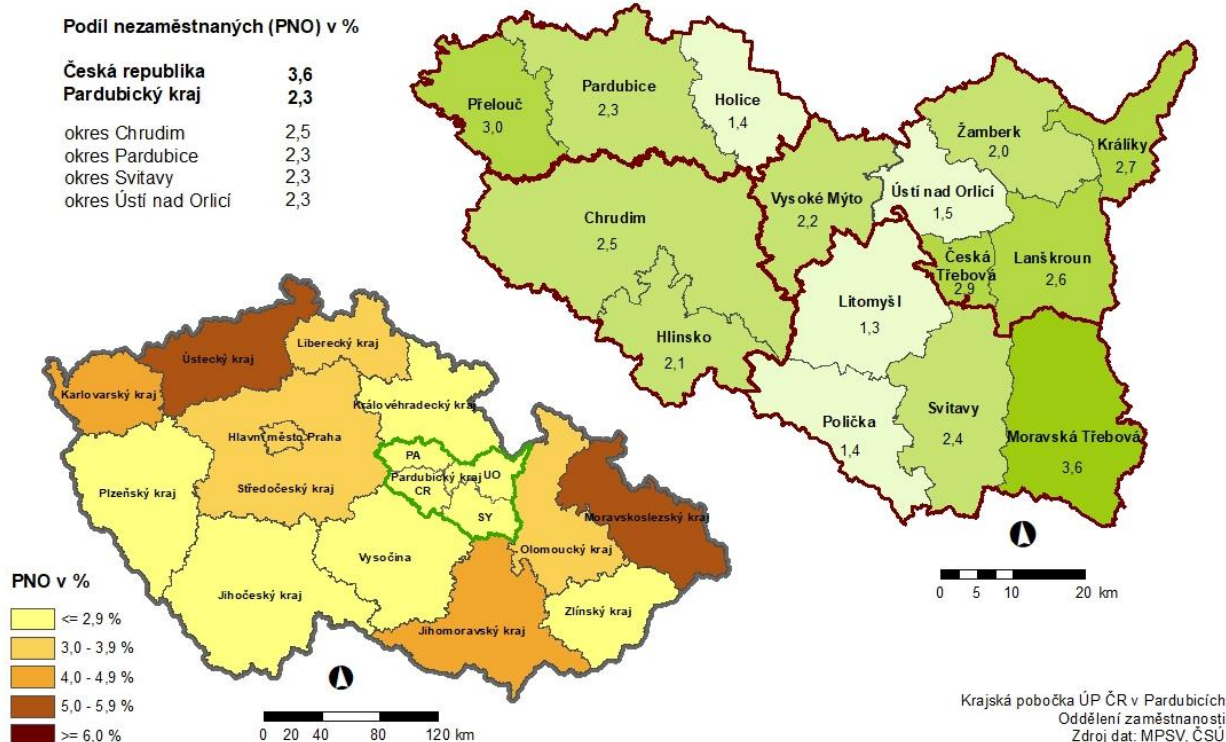 Podíl nezaměstnaných (PNO) v %
Česká republika 3,6
Pardubický kraj 2,3
okres Chrudim 2,5
okres Pardubice 2,3
okres Svitavy 2,3
okres Ústí nad Orlicí 2,3
Přelouč
3,0
Pardubice
2,3
Holice
1,4
Žamberk
2,0
Králíky
2,7
Vysoké Mýto
2,2
Ústí nad Orlicí
1,5
Chrudim
2,5
Česká
Třebová
2,9
Lanškroun
2,6
Litomyšl
1,3
Hlinsko
2,1
Polička
1,4
Svitavy
2,4
Moravská Třebová
3,6
0 5 10 20 km
Ústecký kraj
Liberecký kraj
Karlovarský kraj
Královéhradecký kraj
Hlavní město Praha
PA
Pardubický kraj
UO
CR
Plzeňský kraj
Středočeský kraj
SY
Moravskoslezský kraj
Vysočina
Olomoucký kraj
Jihočeský kraj
Zlínský kraj
Jihomoravský kraj
PNO v %
<= 2,9 %
3,0 - 3,9 %
4,0 - 4,9 %
5,0 - 5,9 %
>= 6,0 %
0 20 40 80 120 km
Krajská pobočka ÚP ČR v Pardubicích
Oddělení zaměstnanosti
Zdroj dat: MPSV, ČSÚ